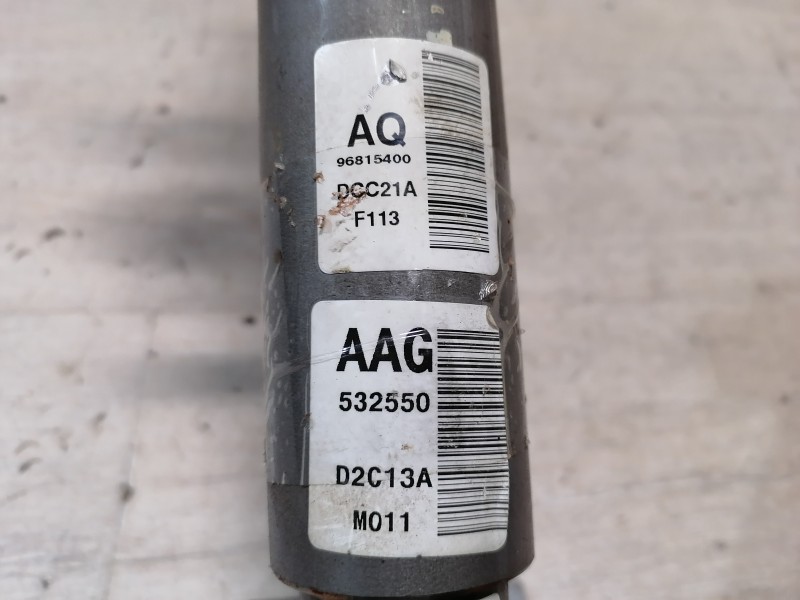 AQ
96815400
DCC21A
F113
AAG
532550
D2C13A
M011